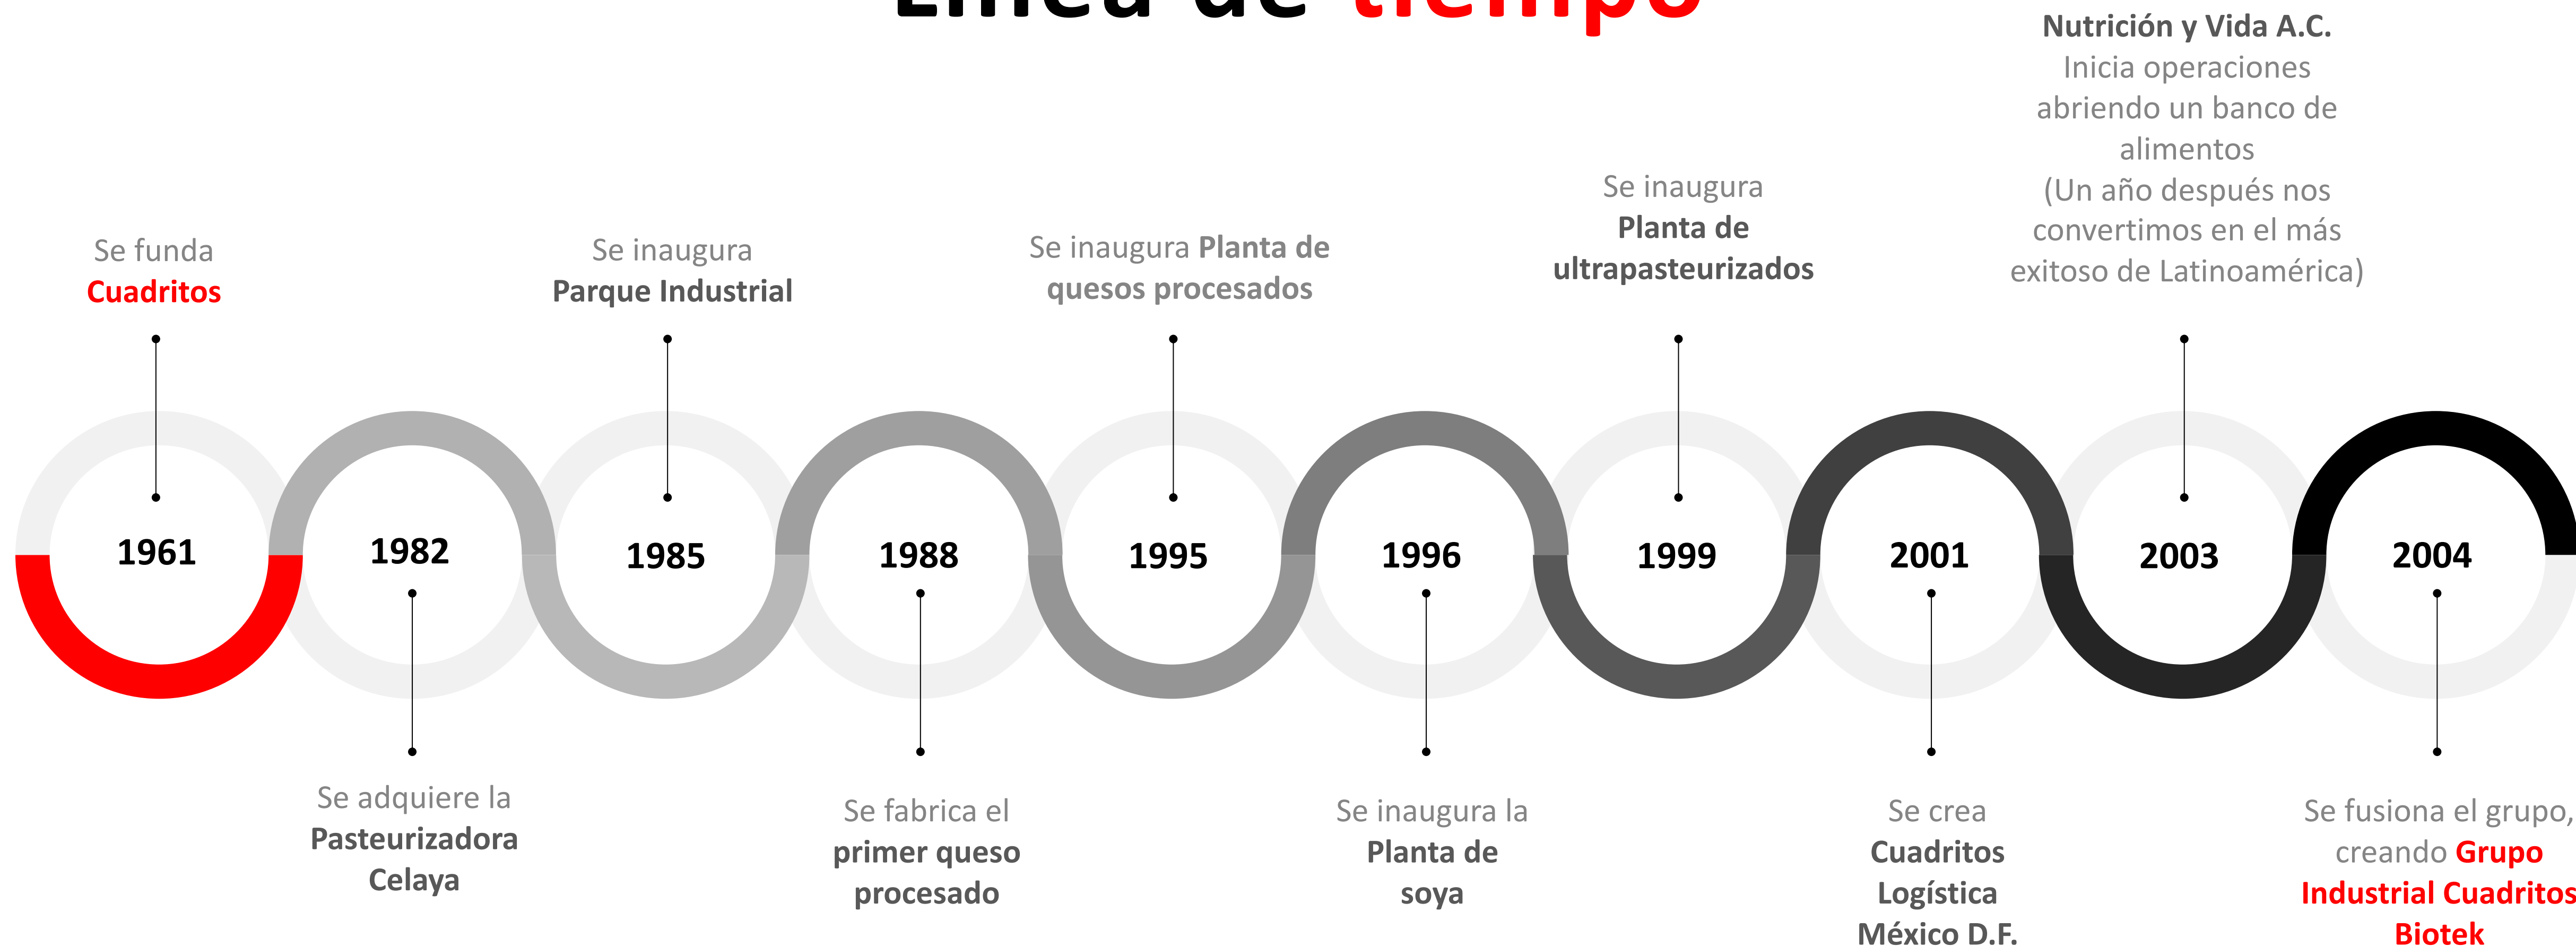 Línea de tiempo
Se funda
Cuadritos
1961
1982
Se adquiere la
Pasteurizadora
Celaya
Se inaugura
Parque Industrial
1985
1988
Se fabrica el
primer queso
procesado
Se inaugura Planta de
quesos procesados
1995
1996
Se inaugura la
Planta de
soya
Se inaugura
Planta de
ultrapasteurizados
1999
2001
Se crea
Cuadritos
Logística
México D.F.
Nutrición y Vida A.C.
Inicia operaciones
abriendo un banco de
alimentos
(Un año después nos
convertimos en el más
exitoso de Latinoamérica)
2003
2004
Se fusiona el grupo,
creando Grupo
Industrial Cuadritos
Biotek